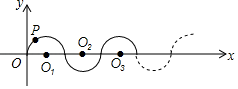 y
P
O O₁ O₂ O₃ x